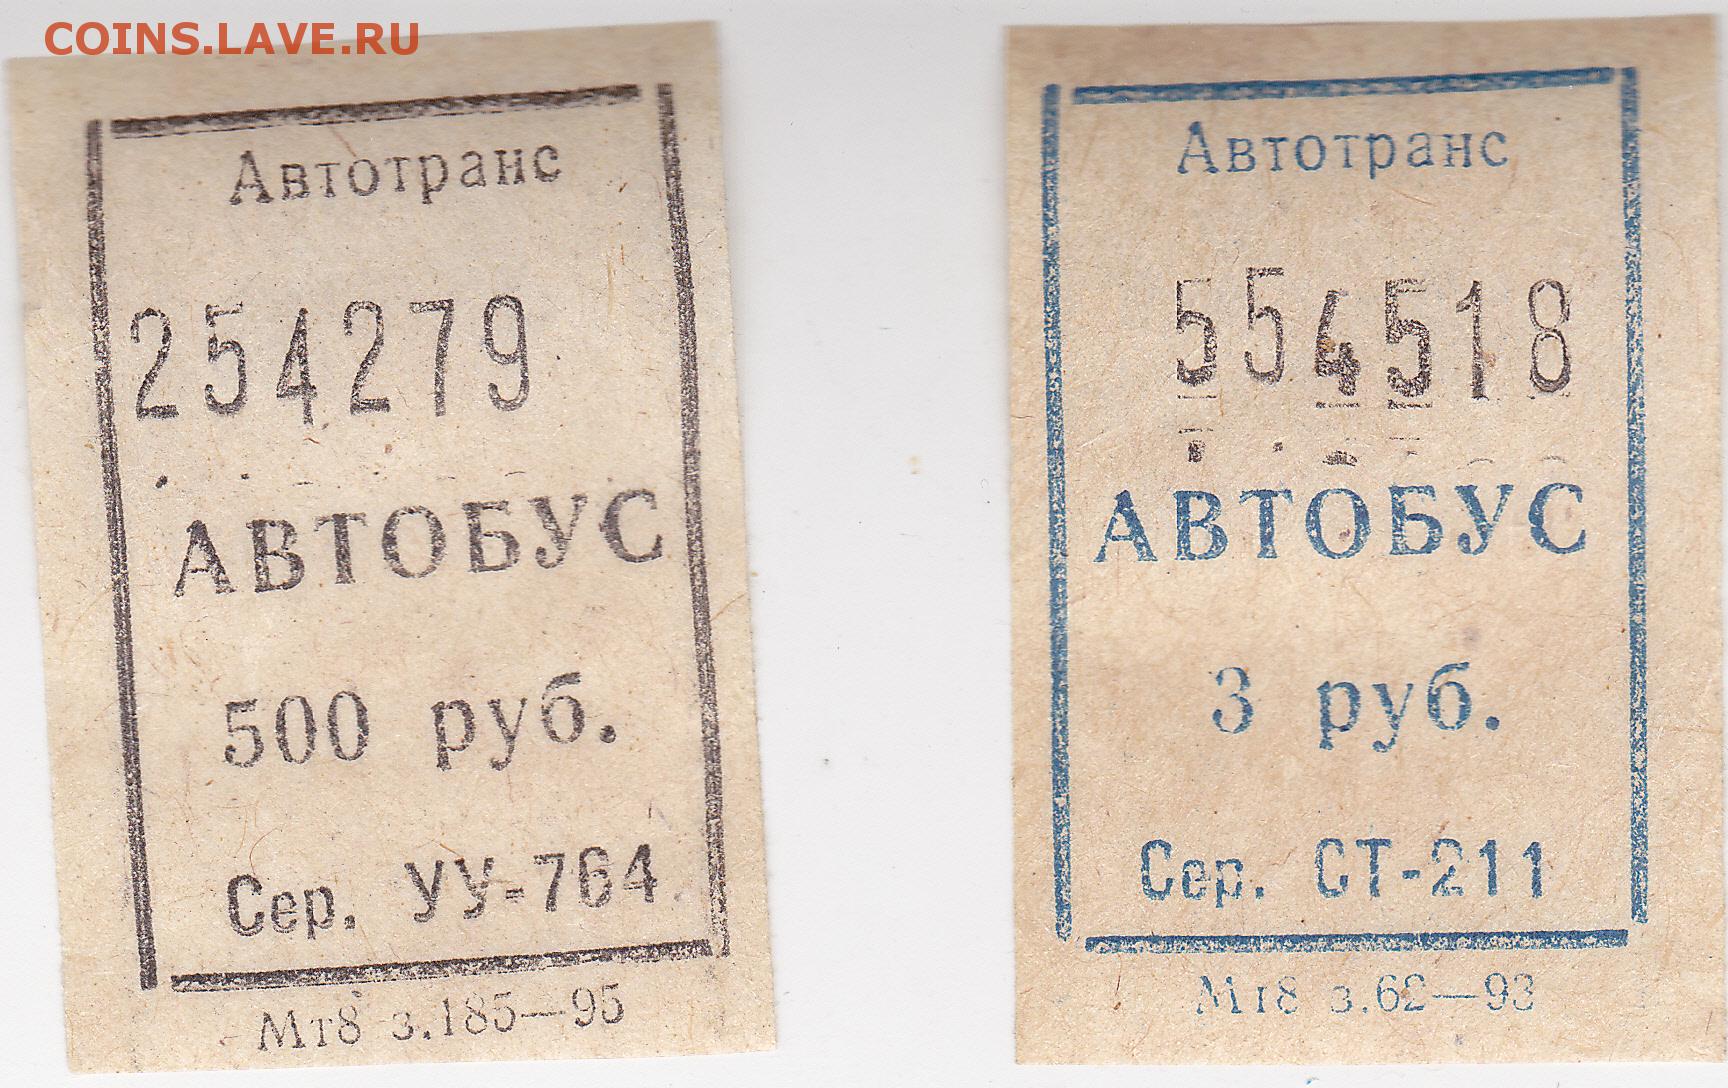 COINS.LAVE.RU
Автотранс
254279
АВТОБУС
500 руб.
Сер. УУ-764
Мт8 з.185—95
Автотранс
554518
АВТОБУС
3 руб.
Сер. СТ-211
Мт8 з.62—93